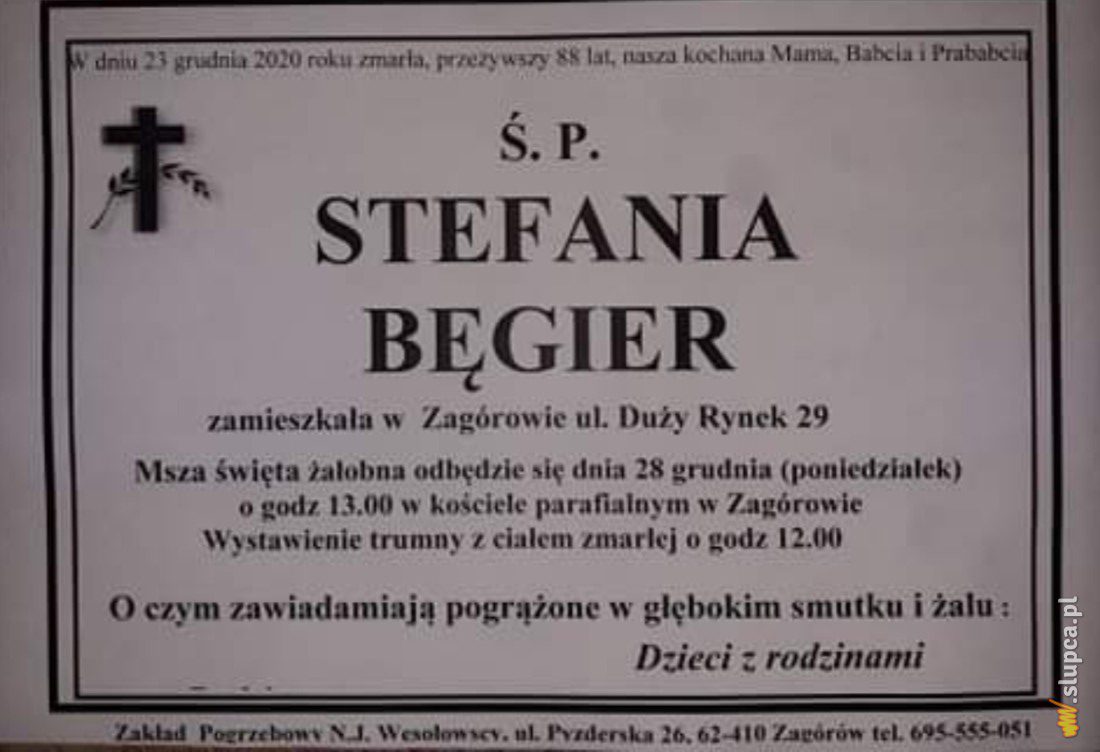 W dniu 23 grudnia 2020 roku zmarła, przeżywszy 88 lat, nasza kochana Mama, Babcia i Prababcia
Ś. P.
STEFANIA
BĘGIER
zamieszkała w Zagórowie ul. Duży Rynek 29
Msza święta żałobna odbędzie się dnia 28 grudnia (poniedziałek)
o godz 13.00 w kościele parafialnym w Zagórowie
Wystawienie trumny z ciałem zmarłej o godz 12.00
O czym zawiadamiają pogrążone w głębokim smutku i żalu :
Dzieci z rodzinami
Zakład Pogrzebowy N.J. Wesołowscy, ul. Pyzderska 26, 62-410 Zagórów tel. 695-555-051
.slupca.pl